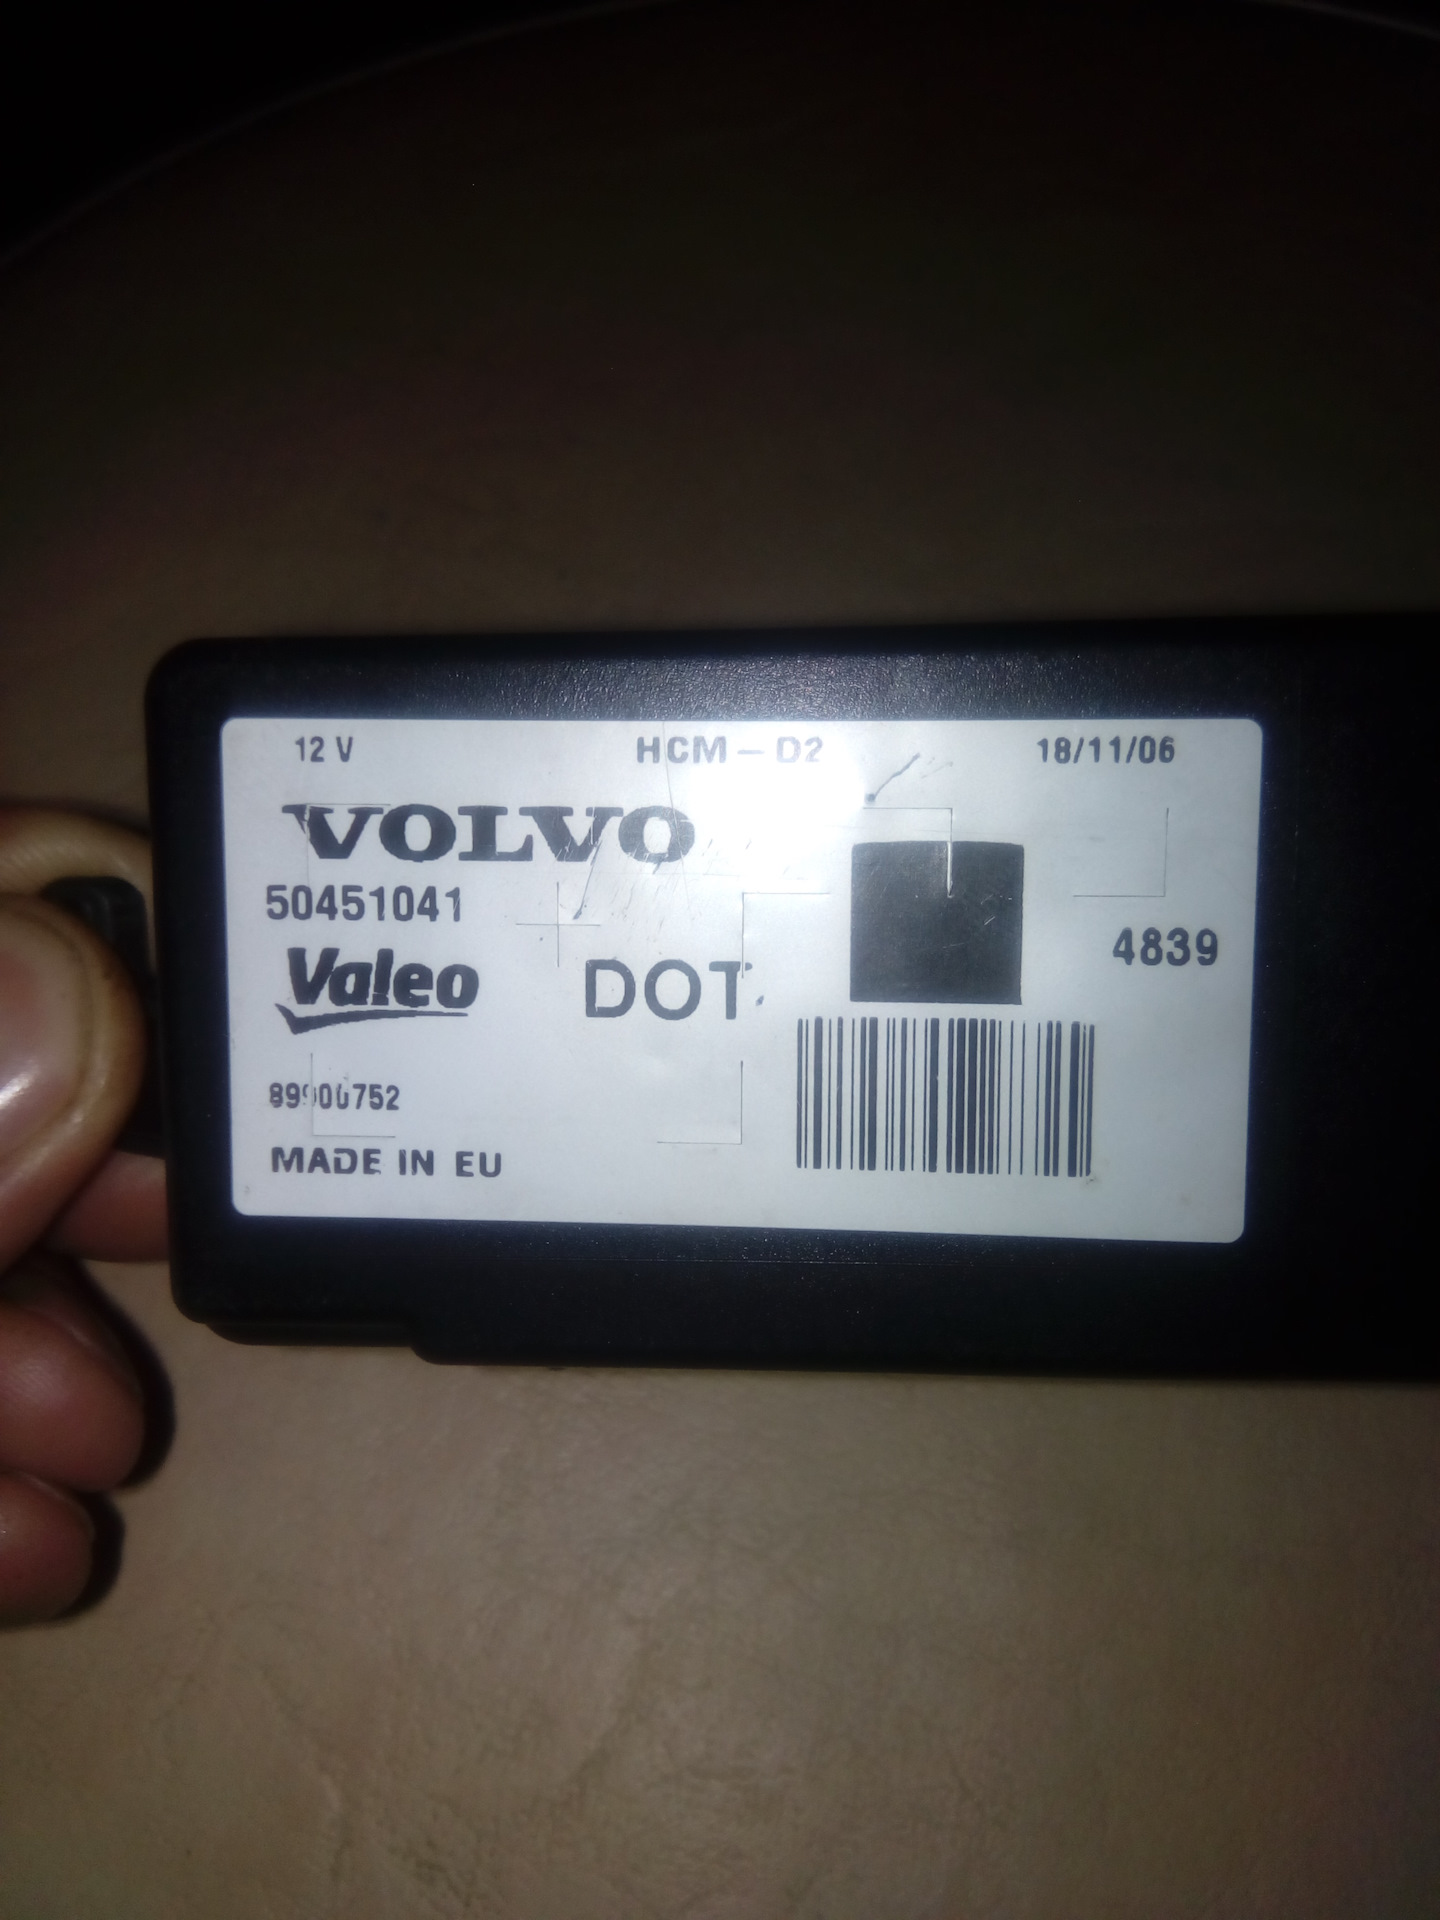 12 V HCM - D2 18/11/06
VOLVO
50451041
4839
Valeo DOT
MADE IN EU